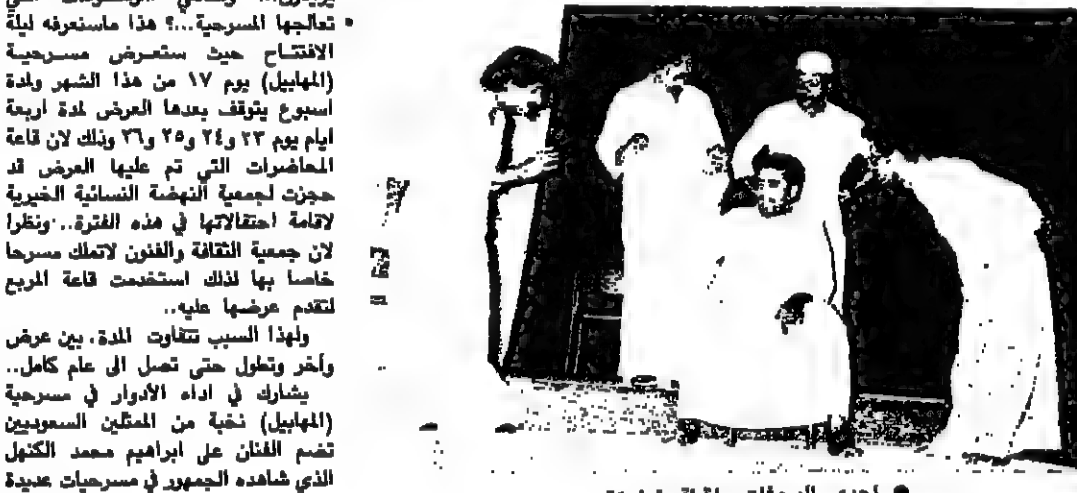 تعالجها المسرحية...؟ هذا ماسنعرفه ليلة
الافتتاح حيث ستعرض مسرحية
(المهابيل) يوم ١٧ من هذا الشهر ولمدة
اسبوع يتوقف بعدها العرض لمدة اربعة
ايام يوم ٢٣ و٢٤ و٢٥ و٢٦ وذلك لان قاعة
المحاضرات التي تم عليها العرض قد
حجزت لجمعية النهضة النسائية الخيرية
لاقامة احتفالاتها في هذه الفترة.. ونظرا
لان جمعية الثقافة والفنون لاتملك مسرحا
خاصا بها لذلك استخدمت قاعة المربع
لتقدم عرضها عليه..
ولهذا السبب تتفاوت المدة، بين عرض
وأخر وتطول حتى تصل الى عام كامل..
يشارك في اداء الأدوار في مسرحية
(المهابيل) نخبة من الممثلين السعوديين
تضم الفنان على ابراهيم محمد الكنهل
الذي شاهده الجمهور في مسرحيات عديدة